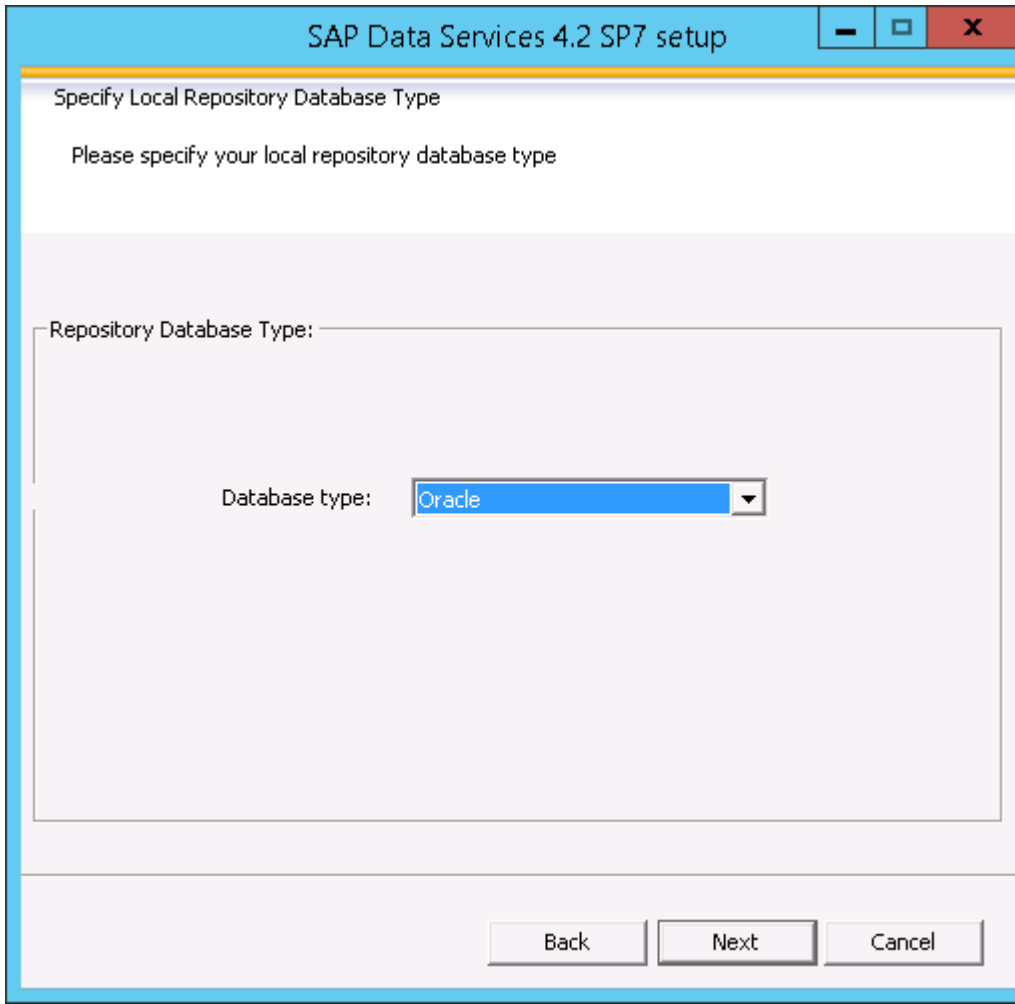 SAP Data Services 4.2 SP7 setup
Specify Local Repository Database Type
Please specify your local repository database type
Repository Database Type:
Database type: Oracle
Back Next Cancel